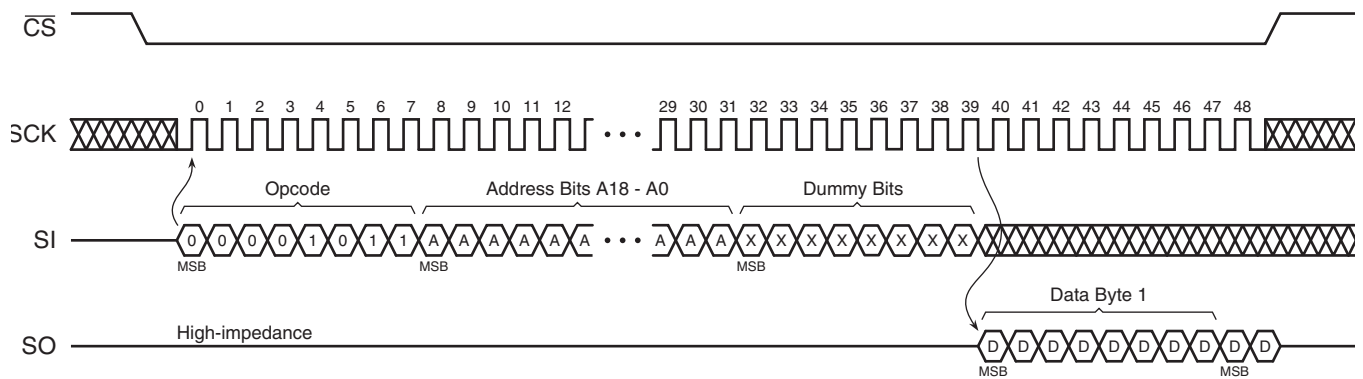 CS
0 1 2 3 4 5 6 7 8 9 10 11 12 29 30 31 32 33 34 35 36 37 38 39 40 41 42 43 44 45 46 47 48
SCK
Opcode Address Bits A18 - A0 Dummy Bits
SI 0 0 0 0 1 0 1 1 A A A A A A A A A X X X X X X X X
MSB MSB MSB
Data Byte 1
High-impedance
SO D D D D D D D D D D
MSB MSB